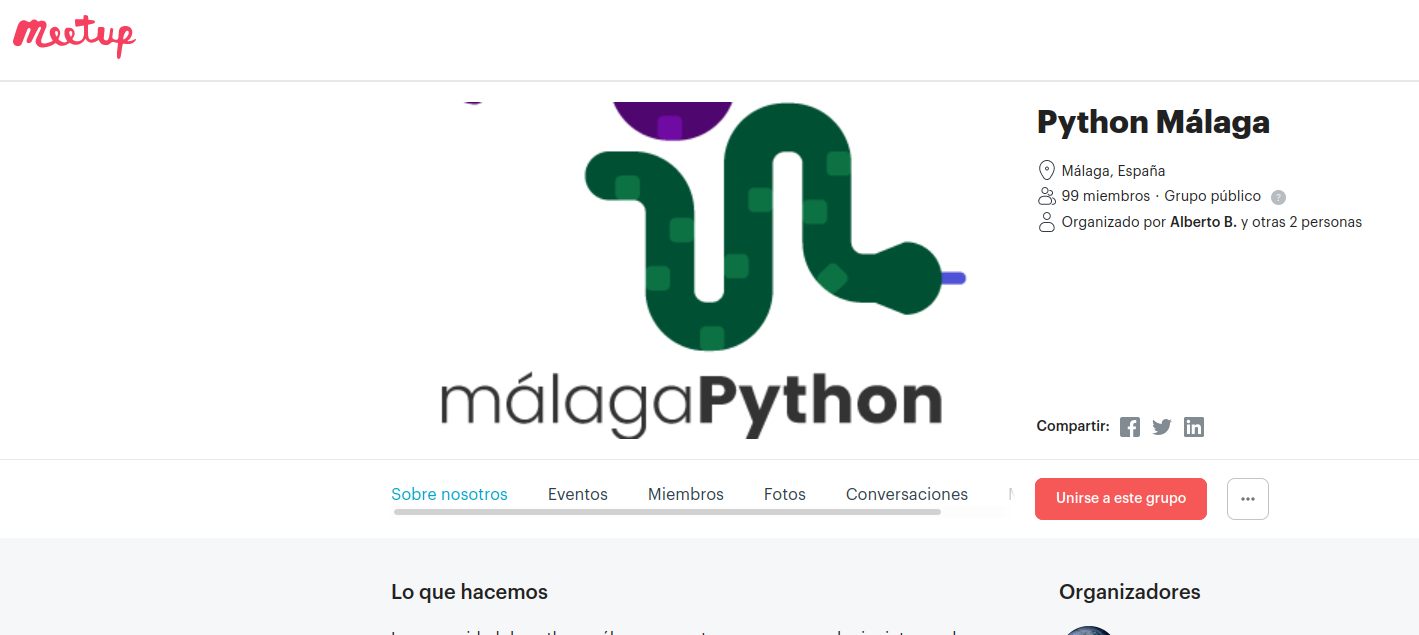 Meetup
Python Málaga
Málaga, España
99 miembros · Grupo público ?
Organizado por Alberto B. y otras 2 personas
málagaPython
Compartir:
Sobre nosotros Eventos Miembros Fotos Conversaciones
Unirse a este grupo
Lo que hacemos
Organizadores